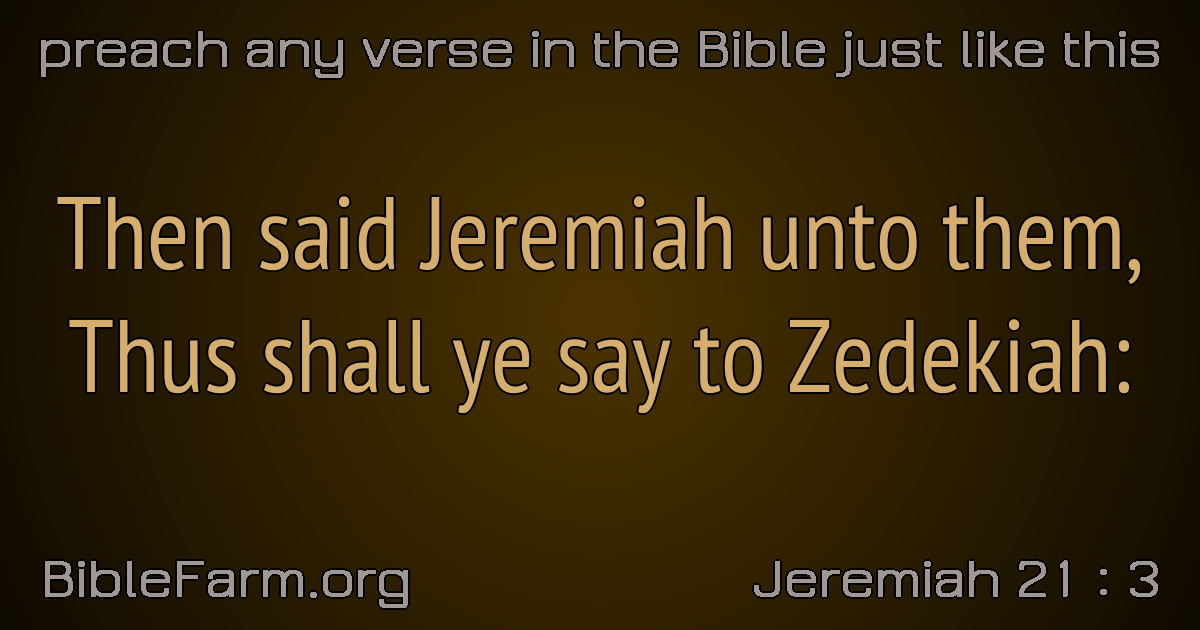 preach any verse in the Bible just like this
Then said Jeremiah unto them,
Thus shall ye say to Zedekiah:
BibleFarm.org
Jeremiah 21 : 3